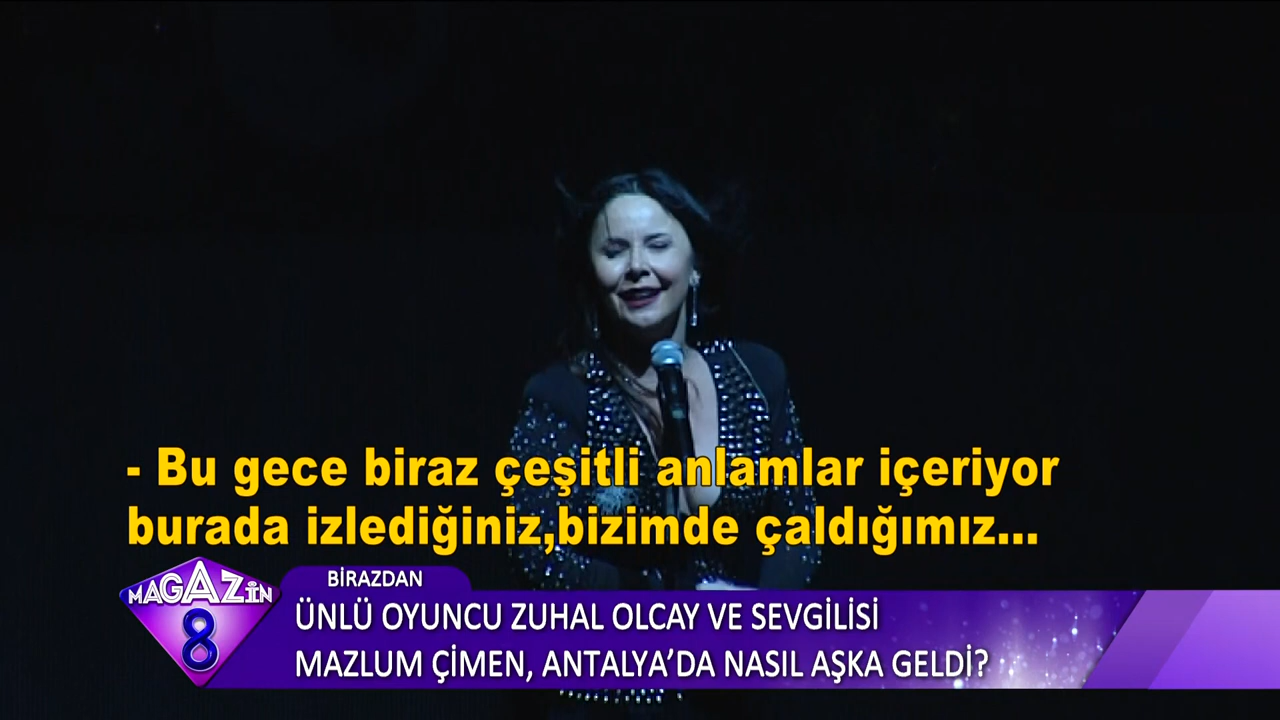 - Bu gece biraz çeşitli anlamlar içeriyor
burada izlediğiniz,bizimde çaldığımız...
MAGAZİN
8
BİRAZDAN
ÜNLÜ OYUNCU ZUHAL OLCAY VE SEVGİLİSİ
MAZLUM ÇİMEN, ANTALYA’DA NASIL AŞKA GELDİ?